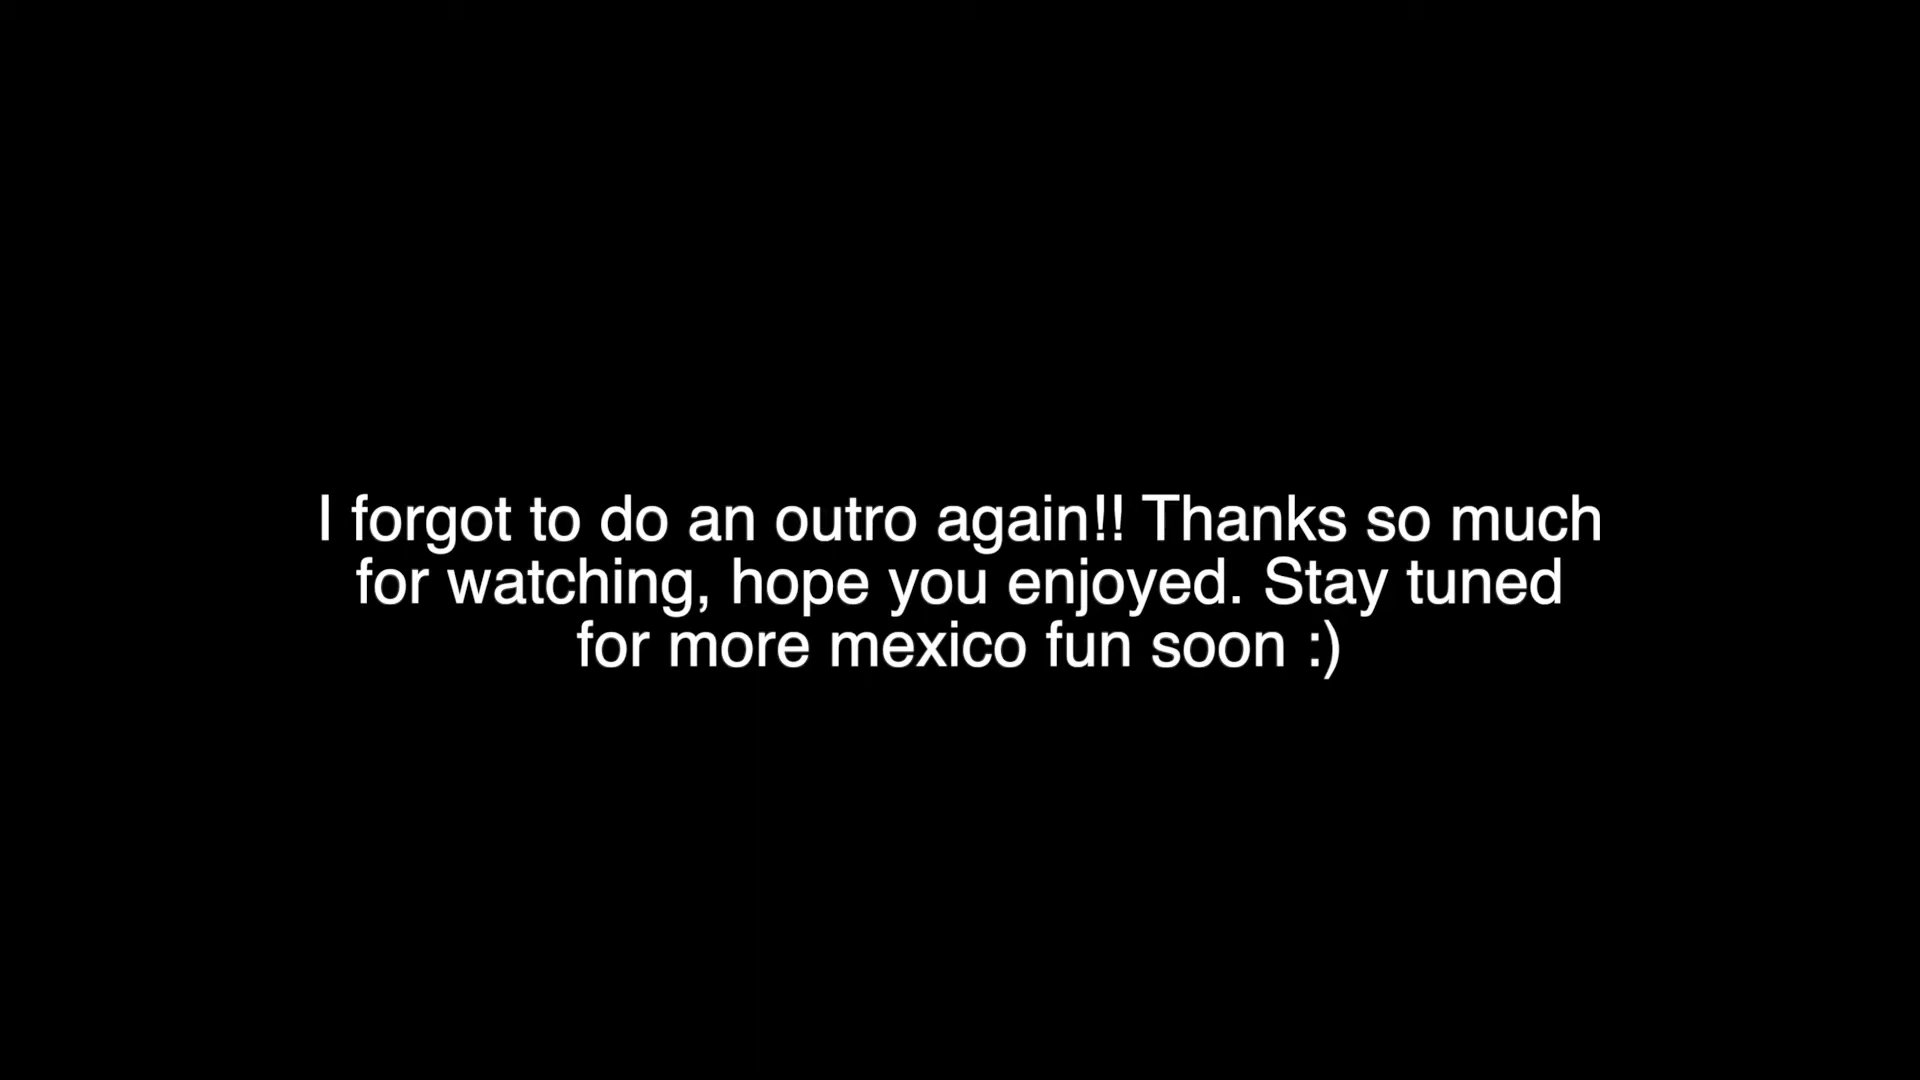 I forgot to do an outro again!! Thanks so much
for watching, hope you enjoyed. Stay tuned
for more mexico fun soon :)